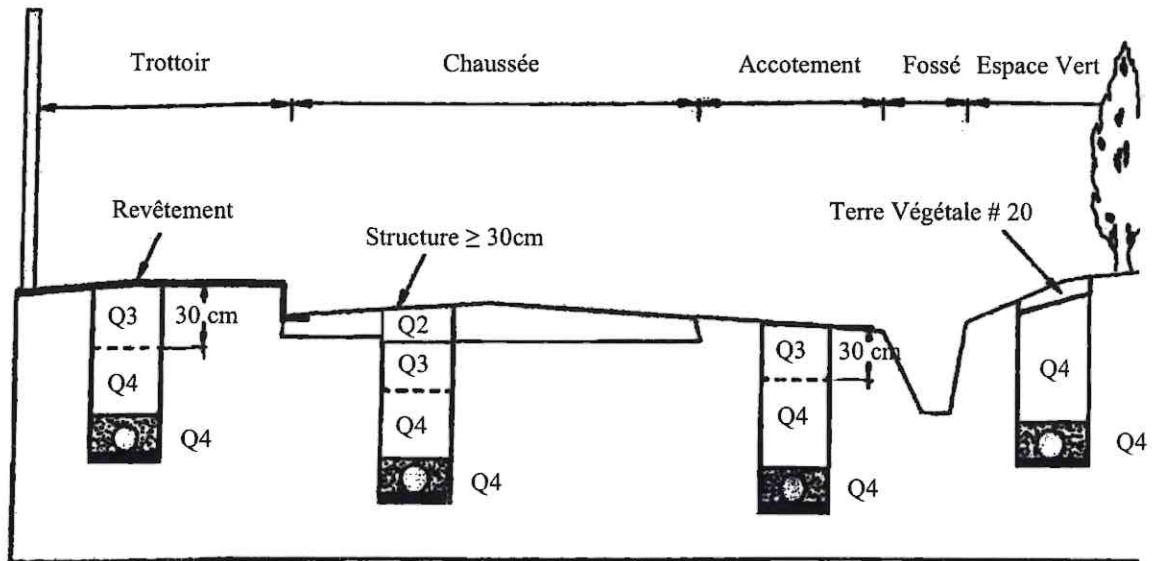 Trottoir
Chaussée
Accotement
Fossé
Espace Vert
Revêtement
Structure ≥ 30cm
Terre Végétale # 20
Q3
30 cm
Q4
Q4
Q2
Q3
Q4
Q4
Q3
30 cm
Q4
Q4
Q4
Q4